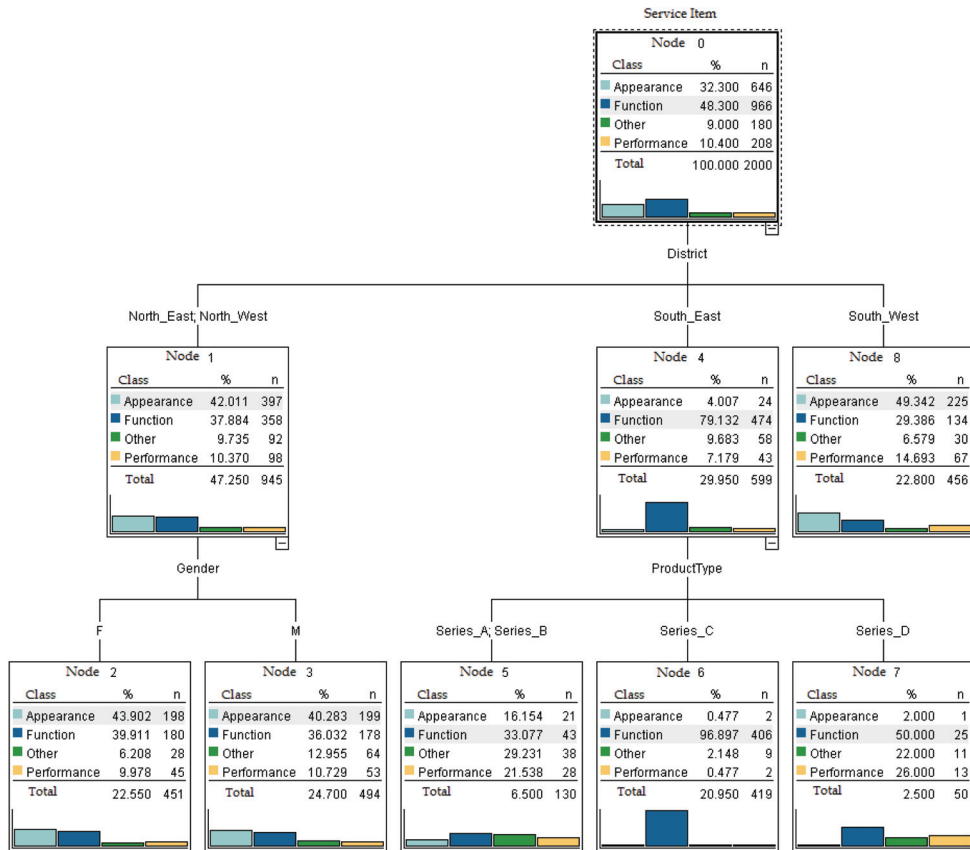 Service Item
Node 0
Class % n
Appearance 32.300 646
Function 48.300 966
Other 9.000 180
Performance 10.400 208
Total 100.000 2000
District
North_East; North_West
South_East
South_West
Node 1
Class % n
Appearance 42.011 397
Function 37.884 358
Other 9.735 92
Performance 10.370 98
Total 47.250 945
Node 4
Class % n
Appearance 4.007 24
Function 79.132 474
Other 9.683 58
Performance 7.179 43
Total 29.950 599
Node 8
Class % n
Appearance 49.342 225
Function 29.386 134
Other 6.579 30
Performance 14.693 67
Total 22.800 456
Gender
ProductType
F
M
Series_A; Series_B
Series_C
Series_D
Node 2
Class % n
Appearance 43.902 198
Function 39.911 180
Other 6.208 28
Performance 9.978 45
Total 22.550 451
Node 3
Class % n
Appearance 40.283 199
Function 36.032 178
Other 12.955 64
Performance 10.729 53
Total 24.700 494
Node 5
Class % n
Appearance 16.154 21
Function 33.077 43
Other 29.231 38
Performance 21.538 28
Total 6.500 130
Node 6
Class % n
Appearance 0.477 2
Function 96.897 406
Other 2.148 9
Performance 0.477 2
Total 20.950 419
Node 7
Class % n
Appearance 2.000 1
Function 50.000 25
Other 22.000 11
Performance 26.000 13
Total 2.500 50